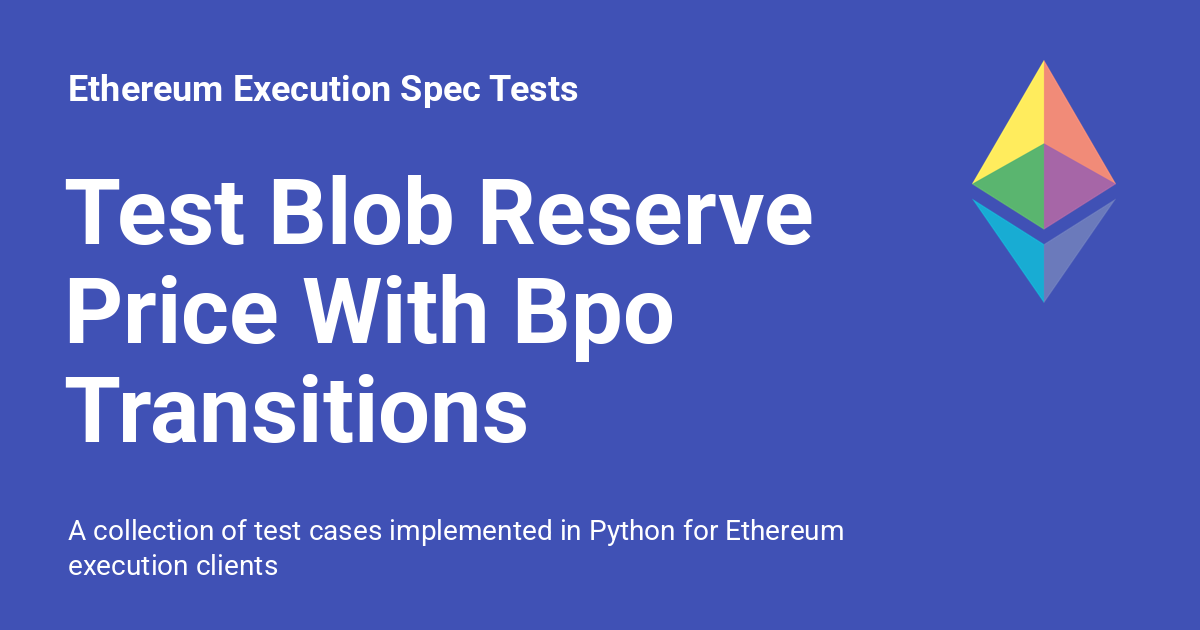 Ethereum Execution Spec Tests
Test Blob Reserve
Price With Bpo
Transitions
A collection of test cases implemented in Python for Ethereum
execution clients